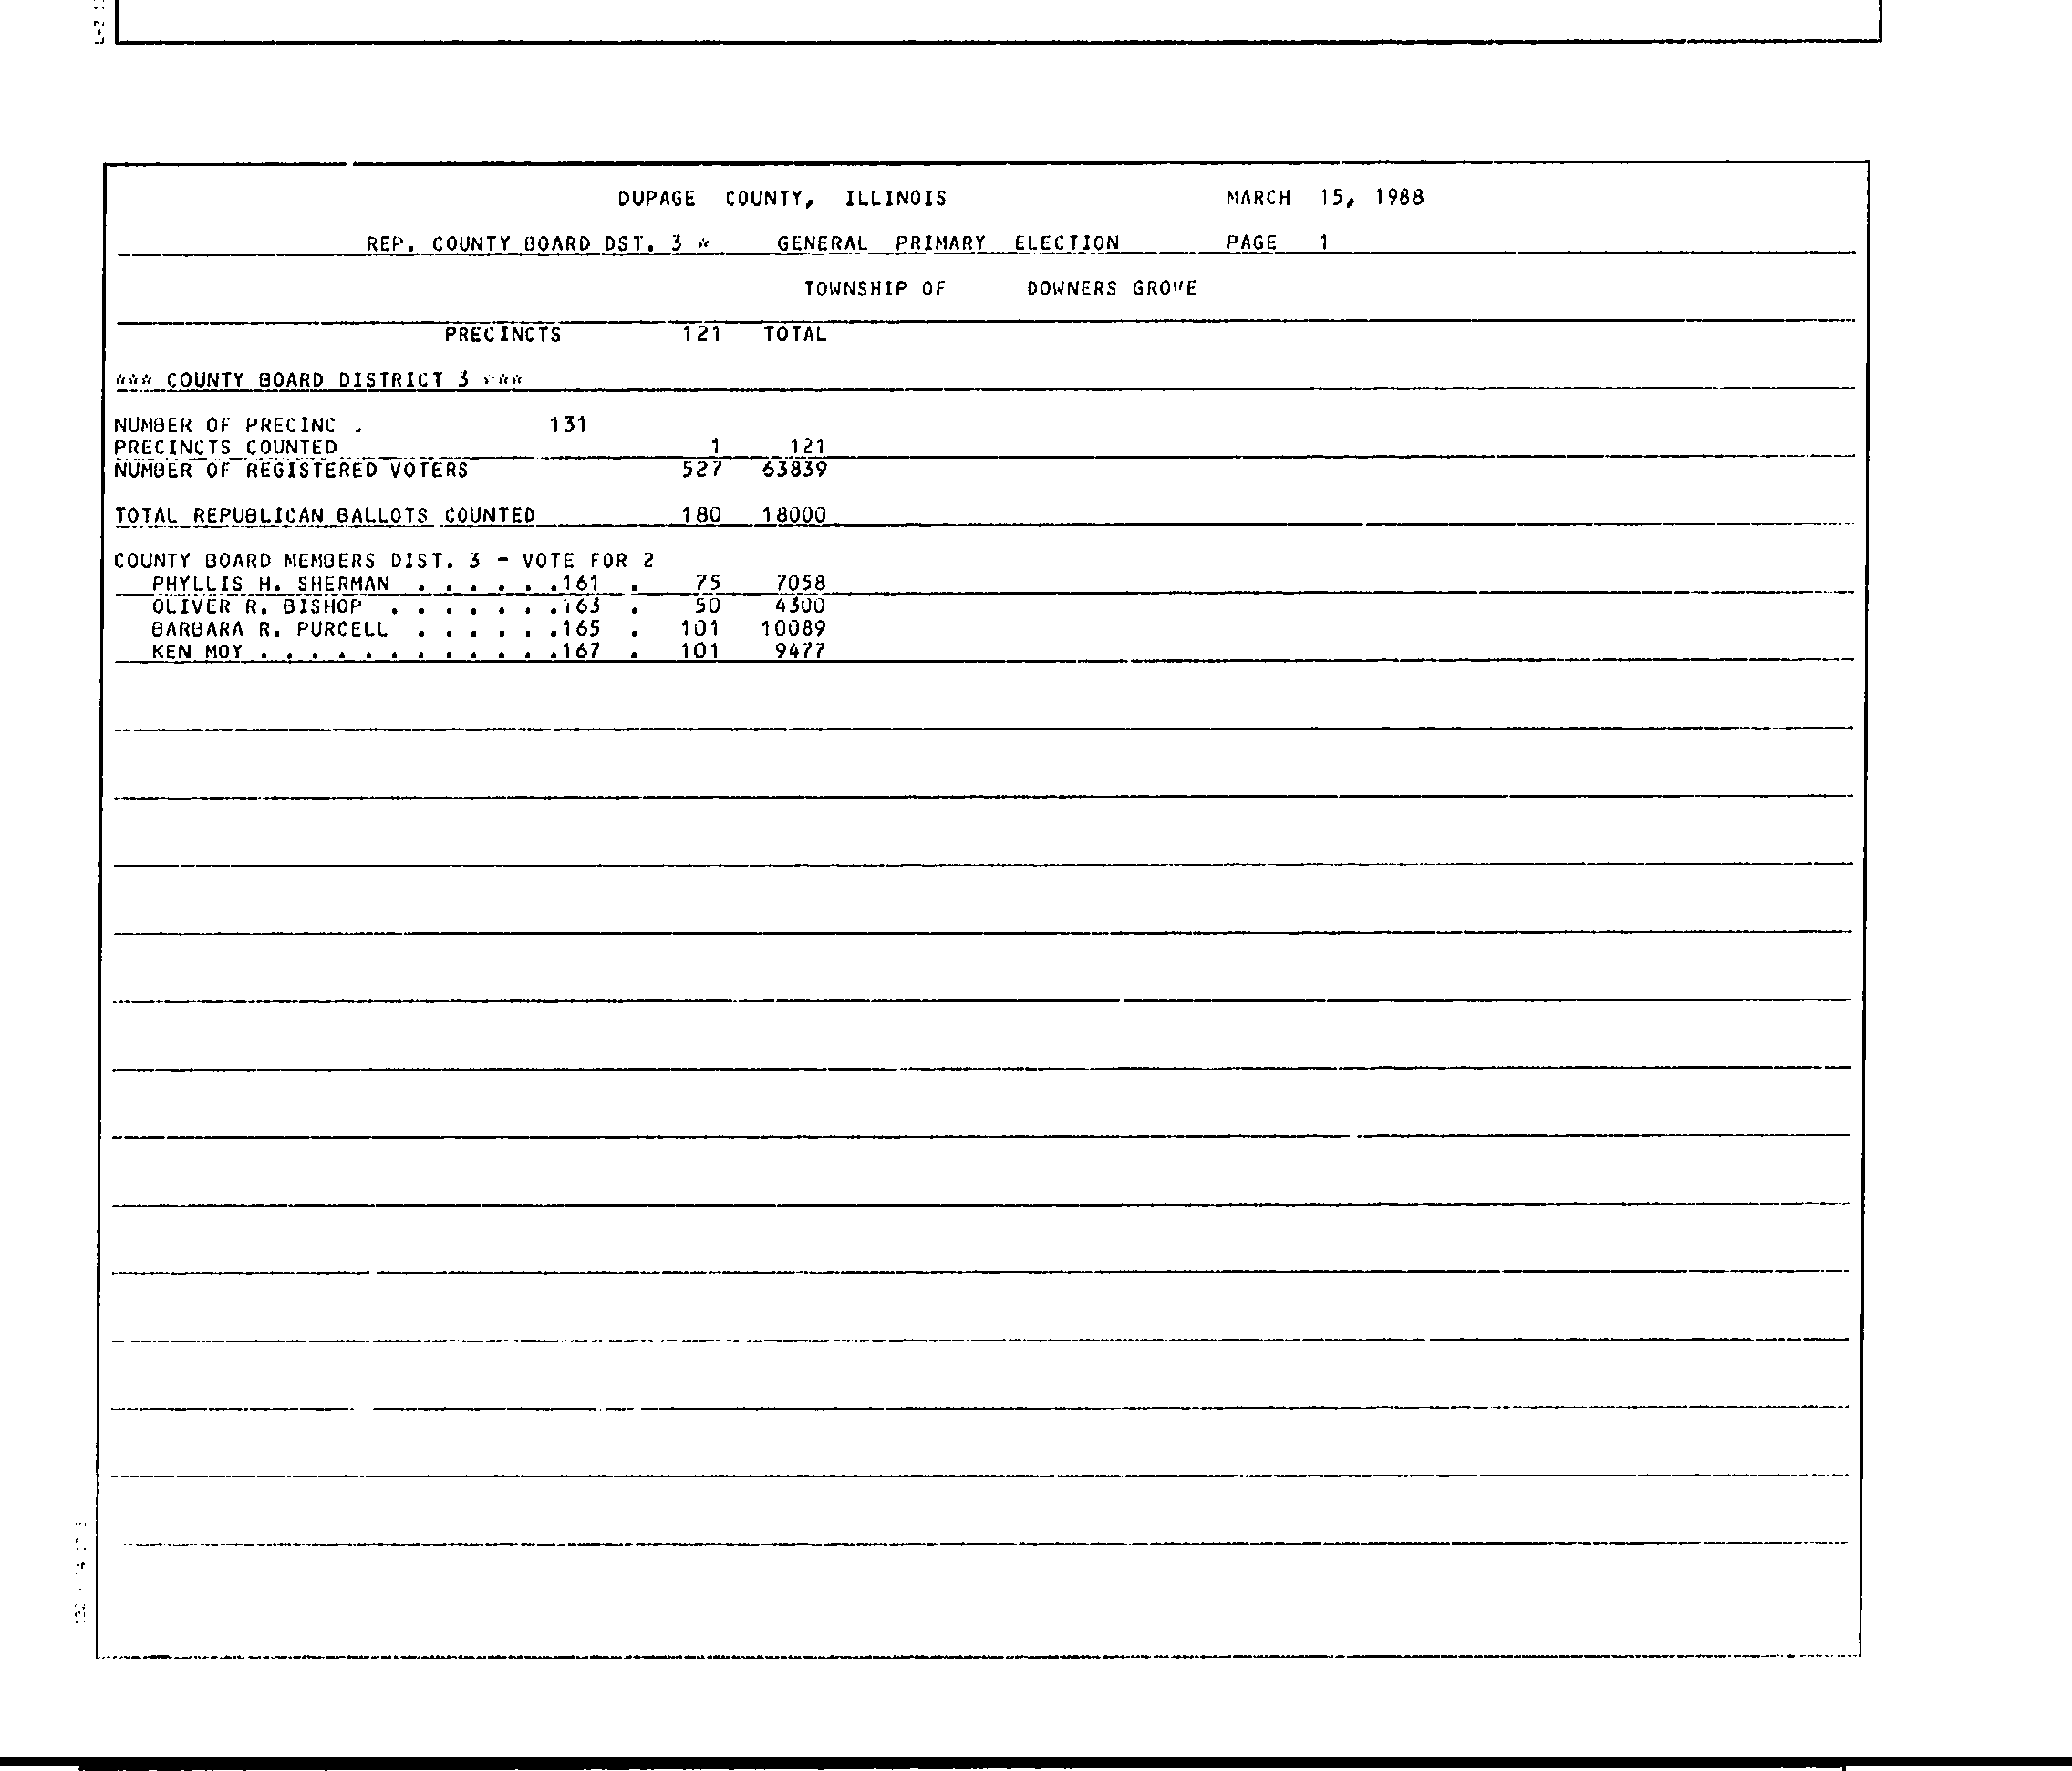 DUPAGE COUNTY, ILLINOIS MARCH 15, 1988
REP. COUNTY BOARD DST. 3 * GENERAL PRIMARY ELECTION PAGE 1
TOWNSHIP OF DOWNERS GROVE
PRECINCTS 121 TOTAL
*** COUNTY BOARD DISTRICT 3 ***
NUMBER OF PRECINC . 131
PRECINCTS COUNTED 1 121
NUMBER OF REGISTERED VOTERS 527 63839
TOTAL REPUBLICAN BALLOTS COUNTED 180 18000
COUNTY BOARD MEMBERS DIST. 3 - VOTE FOR 2
PHYLLIS H. SHERMAN . . . . . .161 . 75 7058
OLIVER R. BISHOP . . . . . . .163 . 50 4300
BARBARA R. PURCELL . . . . . .165 . 101 10089
KEN MOY . . . . . . . . . . . .167 . 101 9477